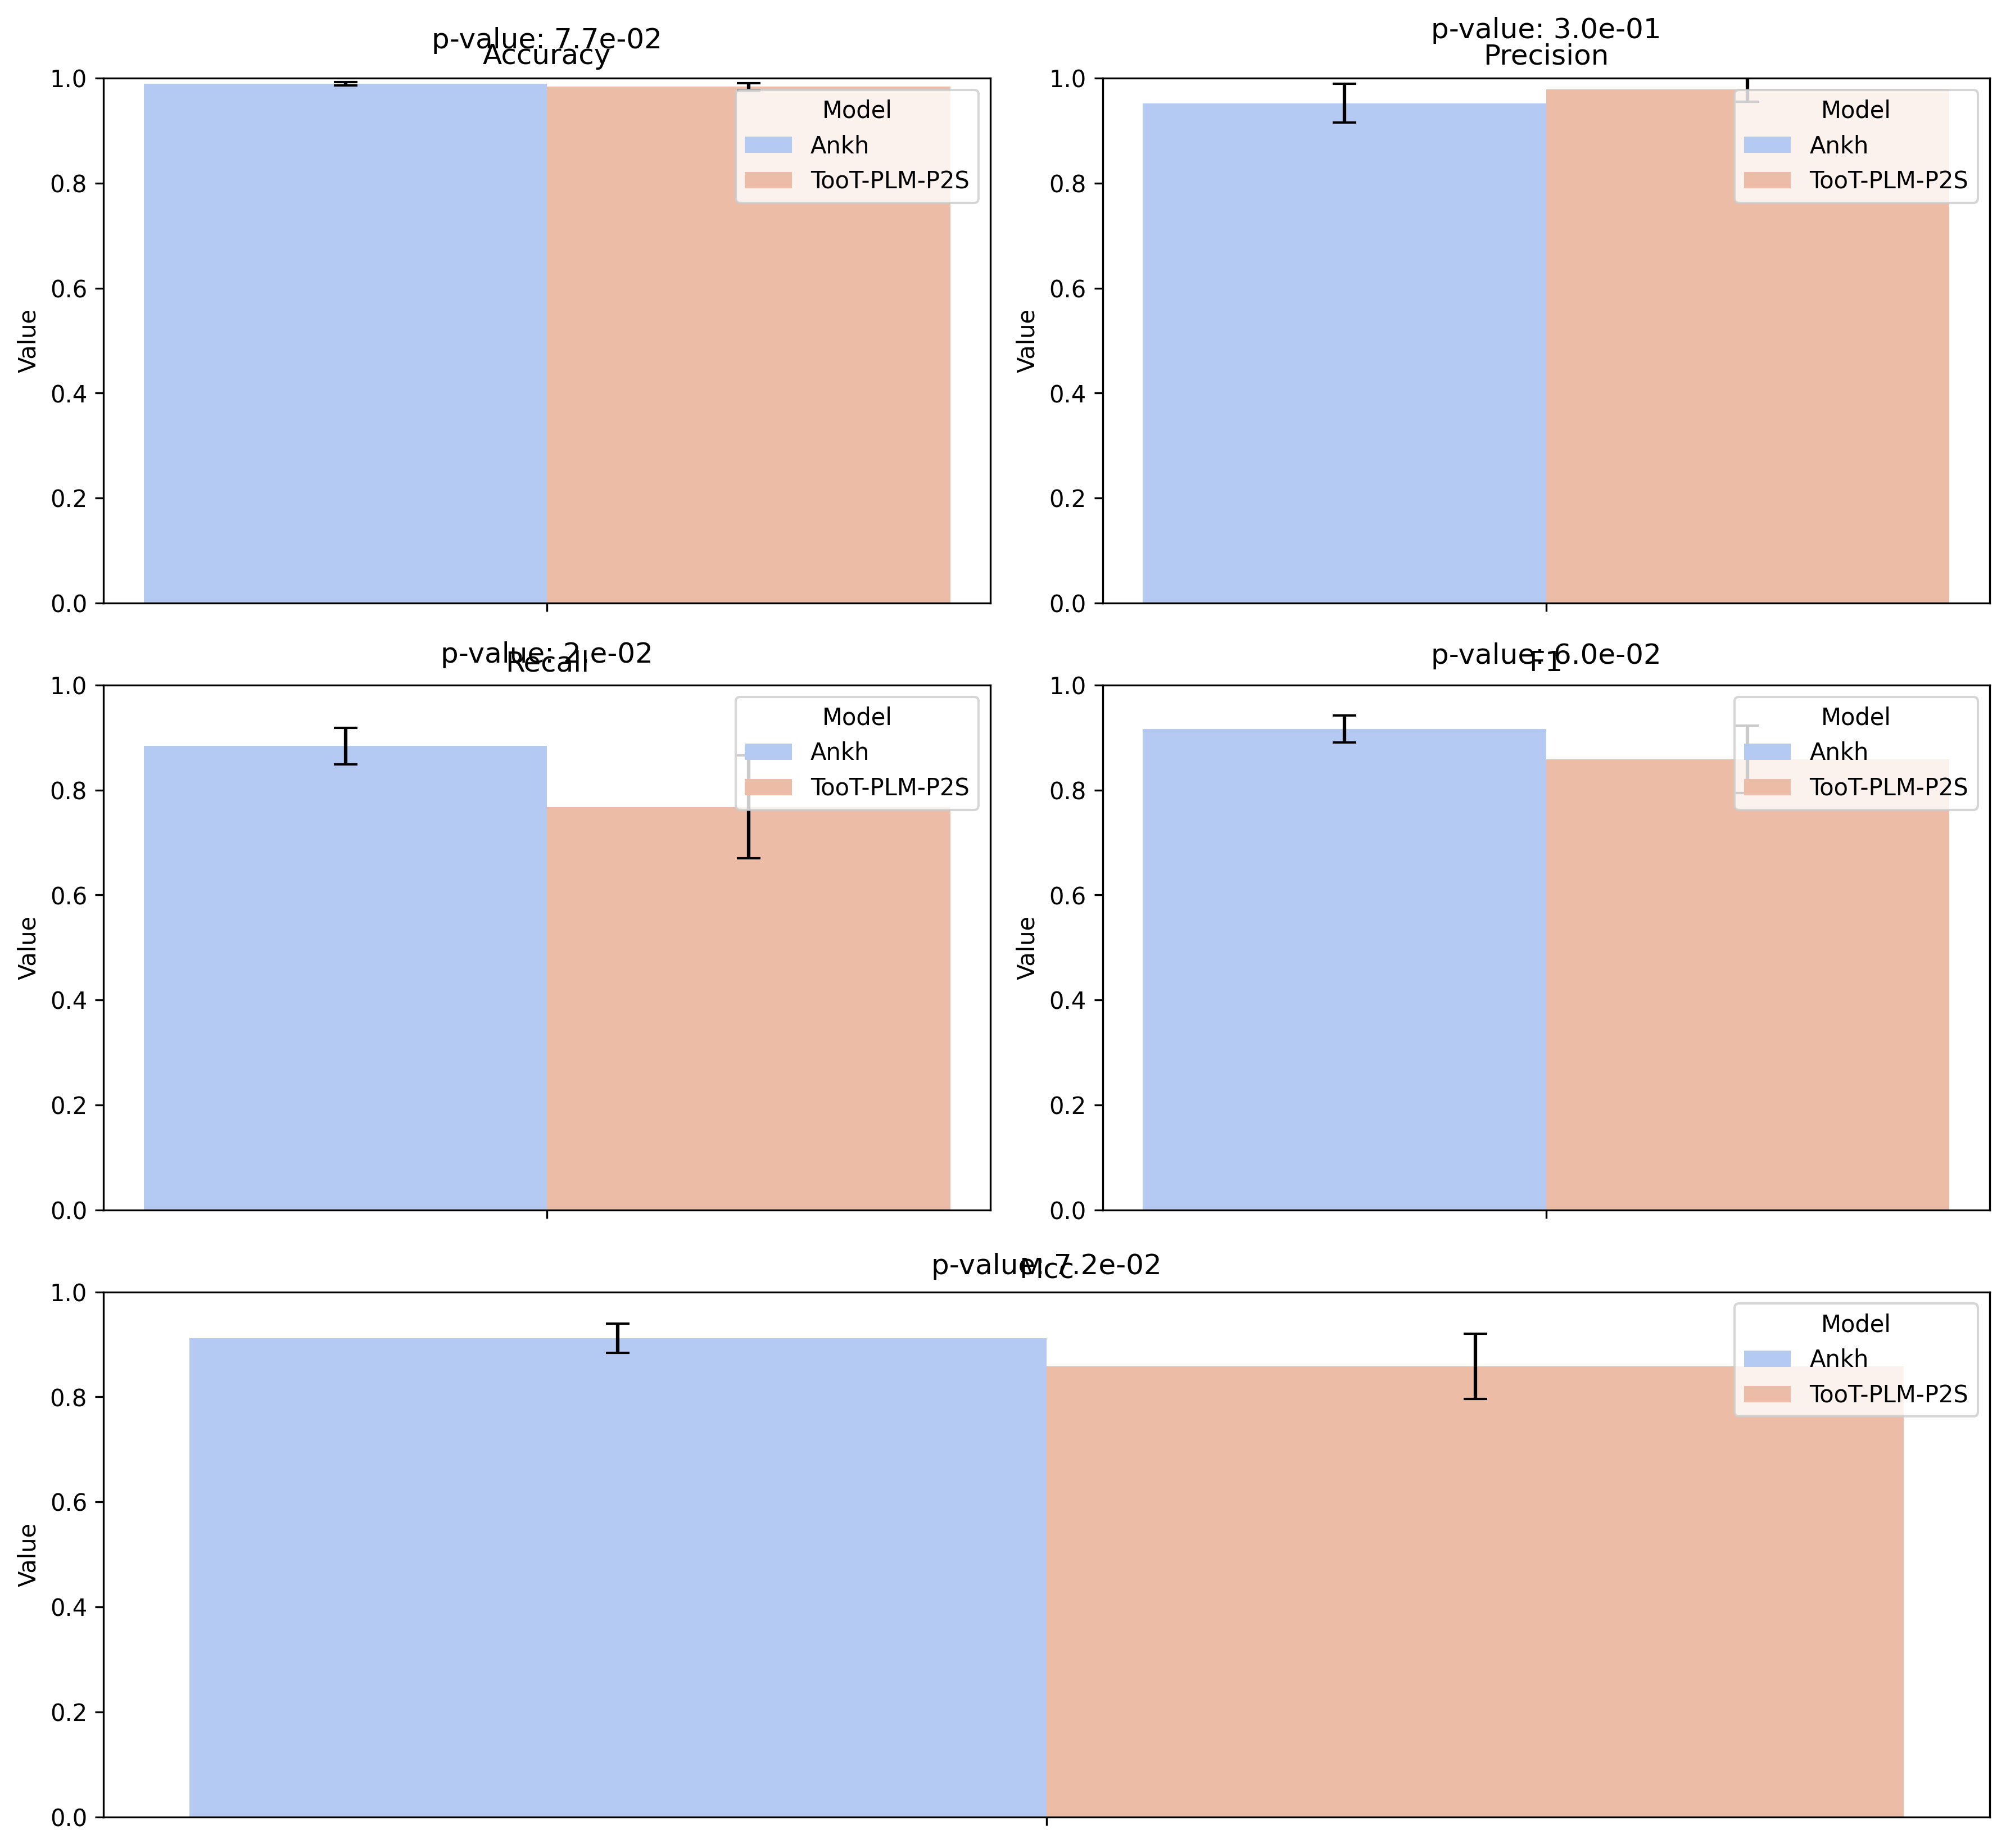 p-value: 7.7e-02
Accuracy
1.0
0.8
0.6
0.4
0.2
0.0
Value
Model
Ankh
TooT-PLM-P2S
p-value: 3.0e-01
Precision
1.0
0.8
0.6
0.4
0.2
0.0
Value
Model
Ankh
TooT-PLM-P2S
p-value: 2.e-02
Recall
1.0
0.8
0.6
0.4
0.2
0.0
Value
Model
Ankh
TooT-PLM-P2S
p-value: 6.0e-02
F1
1.0
0.8
0.6
0.4
0.2
0.0
Value
Model
Ankh
TooT-PLM-P2S
p-value: 7.2e-02
Mcc
1.0
0.8
0.6
0.4
0.2
0.0
Value
Model
Ankh
TooT-PLM-P2S